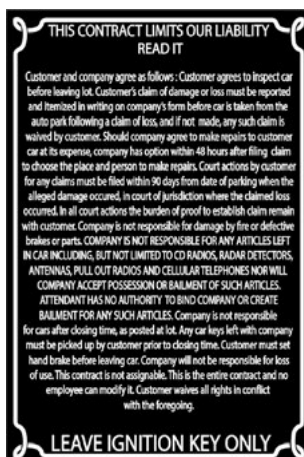 THIS CONTRACT LIMITS OUR LIABILITY
READ IT
Customer and company agree as follows : Customer agrees to inspect car
before leaving lot. Customer's claim of damage or loss must be reported
and itemized in writing on company's form before car is taken from the
auto park following a claim of loss, and if not made, any such claim is
waived by customer. Should company agree to make repairs to customer
car at its expense, company has option within 48 hours after filing claim
to choose the place and person to make repairs. Court actions by customer
for any claims must be filed within 90 days from date of parking when the
alleged damage occured, in court of jurisdiction where the claimed loss
occurred. In all court actions the burden of proof to establish claim remain
with customer. Company is not responsible for damage by fire or defective
brakes or parts. COMPANY IS NOT RESPONSIBLE FOR ANY ARTICLES LEFT
IN CAR INCLUDING, BUT NOT LIMITED TO CD RADIOS, RADAR DETECTORS,
ANTENNAS, PULL OUT RADIOS AND CELLULAR TELEPHONES NOR WILL
COMPANY ACCEPT POSSESSION OR BAILMENT OF SUCH ARTICLES.
ATTENDANT HAS NO AUTHORITY TO BIND COMPANY OR CREATE
BAILMENT FOR ANY SUCH ARTICLES. Company is not responsible
for cars after closing time, as posted at lot. Any car keys left with company
must be picked up by customer prior to closing time. Customer must set
hand brake before leaving car. Company will not be responsible for loss
of use. This contract is not assignable. This is the entire contract and no
employee can modify it. Customer waives all rights in conflict
with the foregoing.
LEAVE IGNITION KEY ONLY